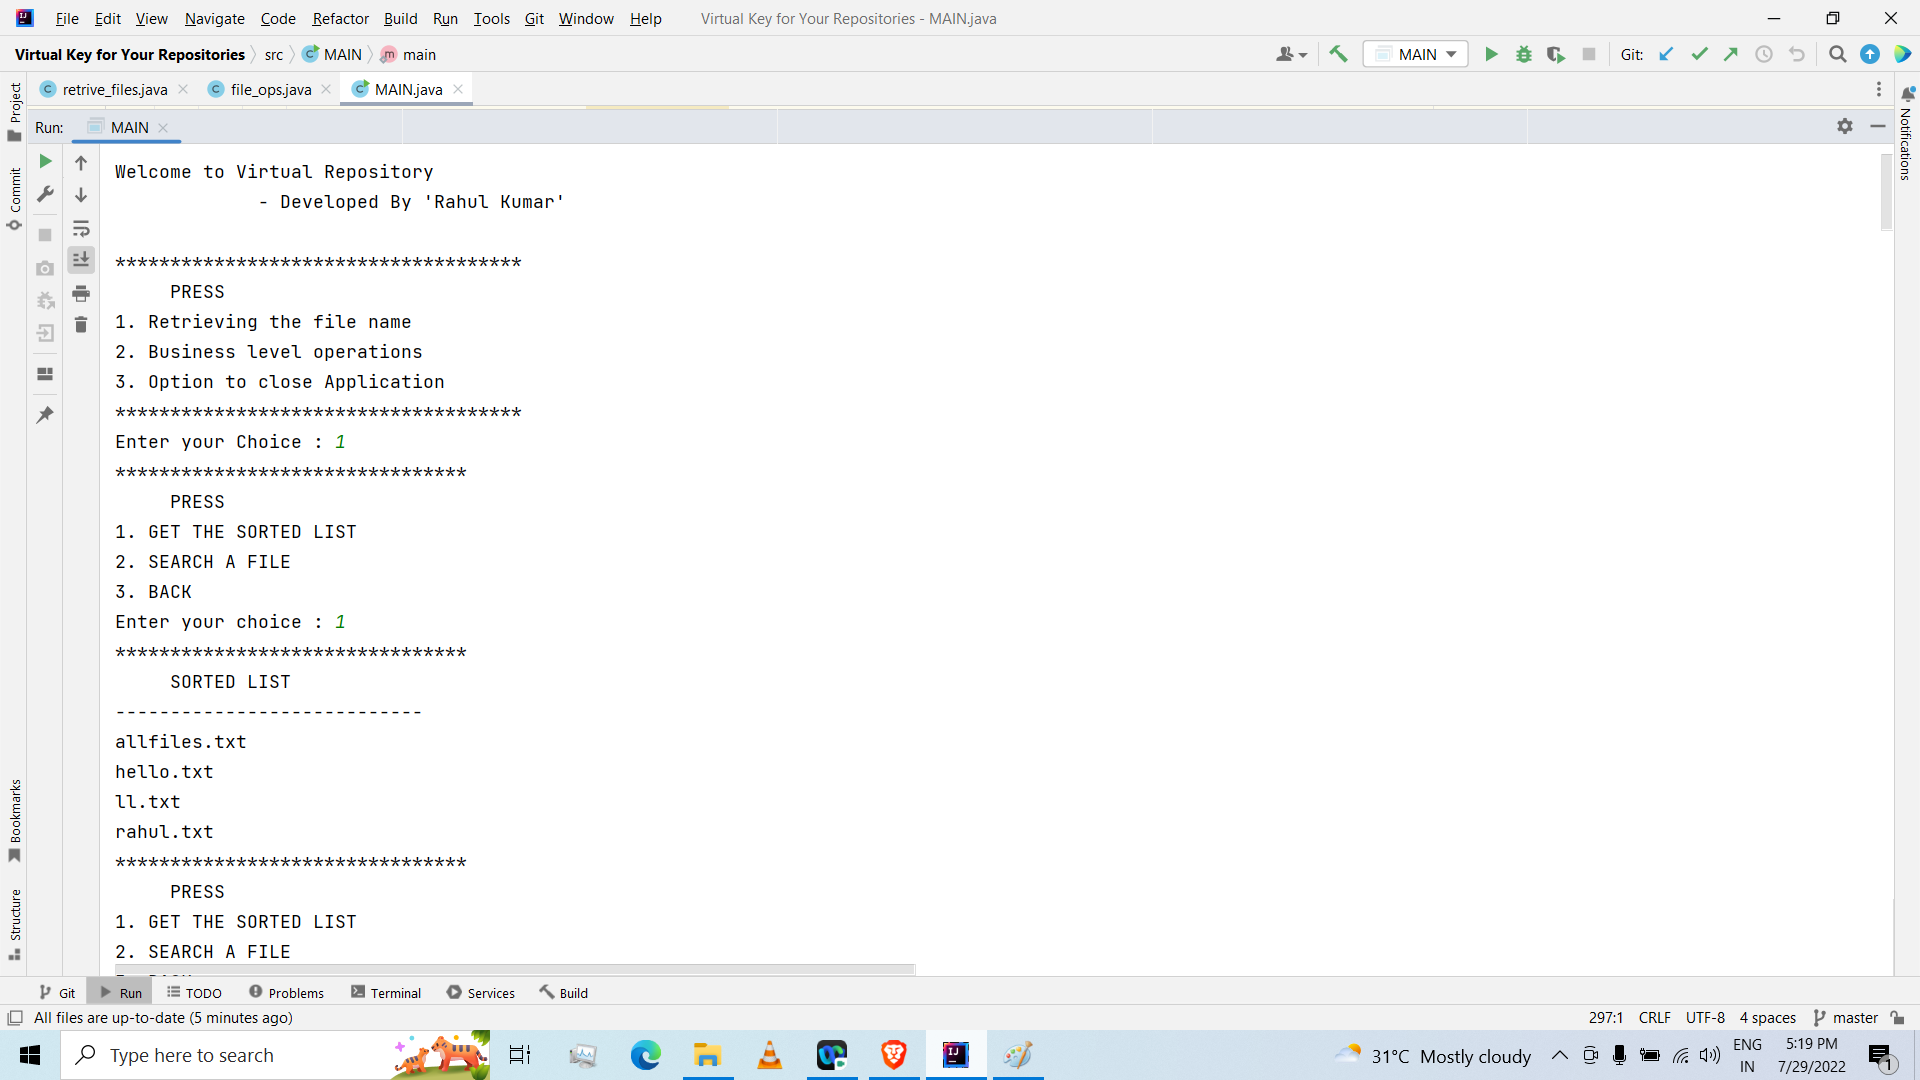 File Edit View Navigate Code Refactor Build Run Tools Git Window Help Virtual Key for Your Repositories - MAIN.java
Virtual Key for Your Repositories src MAIN main MAIN Git:
retrive_files.java file_ops.java MAIN.java
Project
Commit
Bookmarks
Structure
Notifications
Run: MAIN
Welcome to Virtual Repository
- Developed By 'Rahul Kumar'
*************************************
PRESS
1. Retrieving the file name
2. Business level operations
3. Option to close Application
*************************************
Enter your Choice : 1
********************************
PRESS
1. GET THE SORTED LIST
2. SEARCH A FILE
3. BACK
Enter your choice : 1
********************************
SORTED LIST
----------------------------
allfiles.txt
hello.txt
ll.txt
rahul.txt
********************************
PRESS
1. GET THE SORTED LIST
2. SEARCH A FILE
Git Run TODO Problems Terminal Services Build
All files are up-to-date (5 minutes ago) 297:1 CRLF UTF-8 4 spaces master
Type here to search 31°C Mostly cloudy ENG IN 5:19 PM 7/29/2022 1